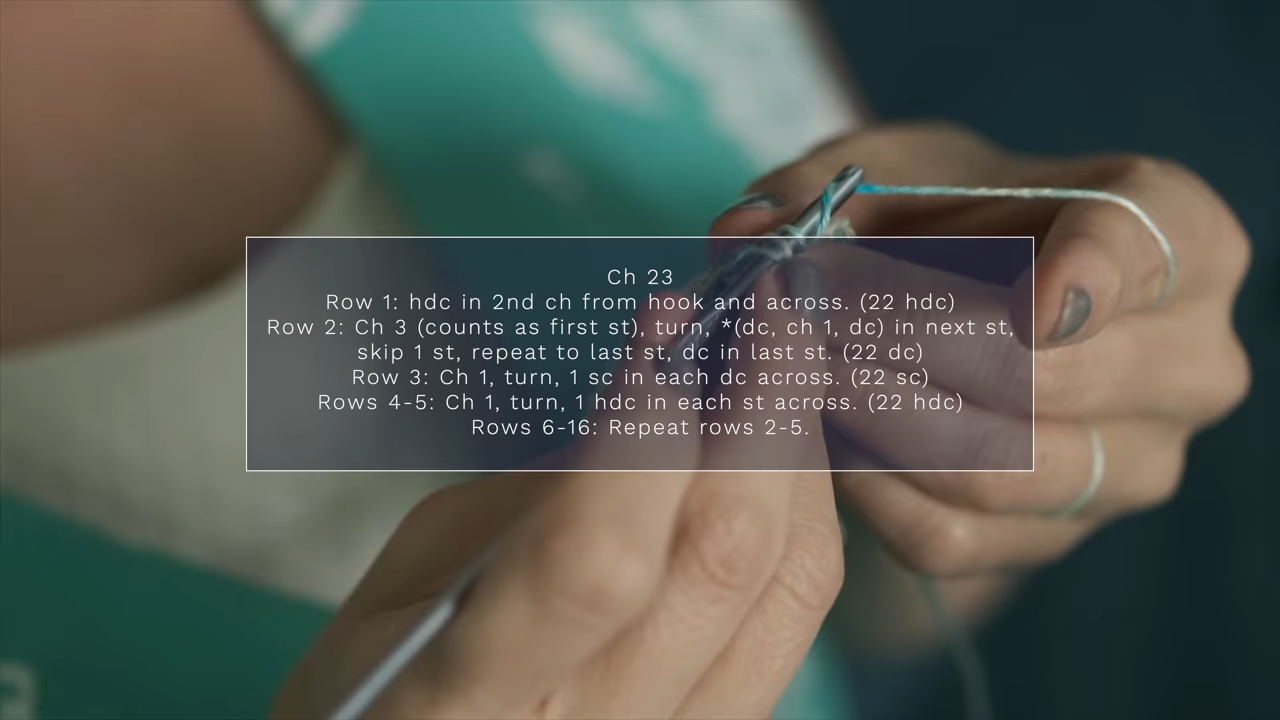 Ch 23
Row 1: hdc in 2nd ch from hook and across. (22 hdc)
Row 2: Ch 3 (counts as first st), turn, *(dc, ch 1, dc) in next st,
skip 1 st, repeat to last st, dc in last st. (22 dc)
Row 3: Ch 1, turn, 1 sc in each dc across. (22 sc)
Rows 4-5: Ch 1, turn, 1 hdc in each st across. (22 hdc)
Rows 6-16: Repeat rows 2-5.